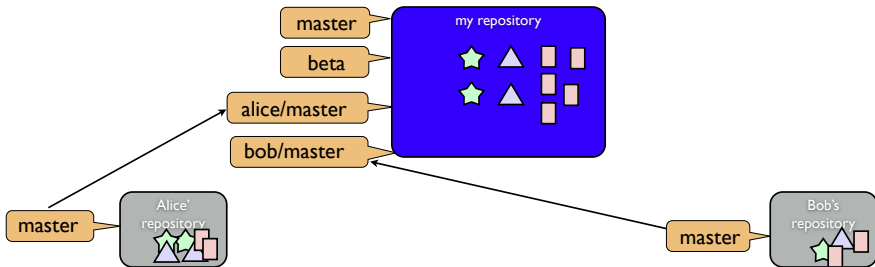 master
my repository
beta
alice/master
bob/master
master
Alice'
repository
master
Bob's
repository